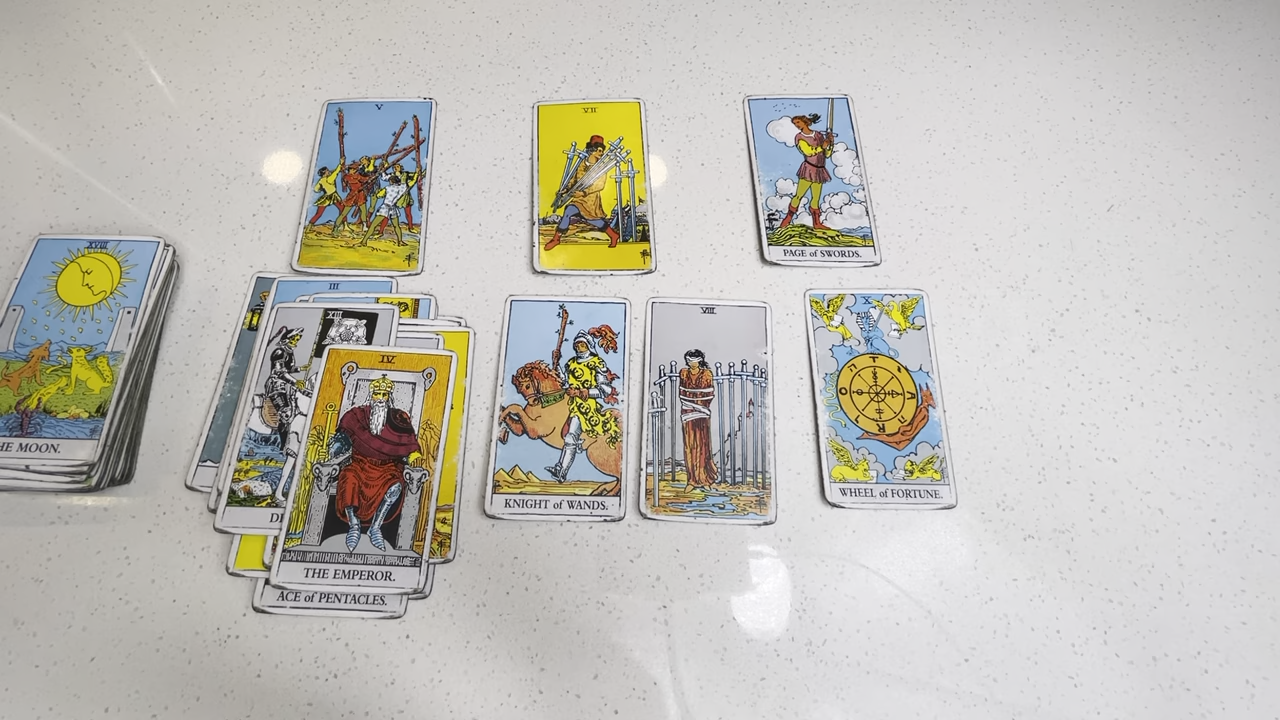 V
VII
PAGE of SWORDS.
XVIII
HE MOON.
III
XIII
D
IV
THE EMPEROR.
ACE of PENTACLES.
KNIGHT of WANDS.
VIII
X
T
A
R
O
WHEEL of FORTUNE.